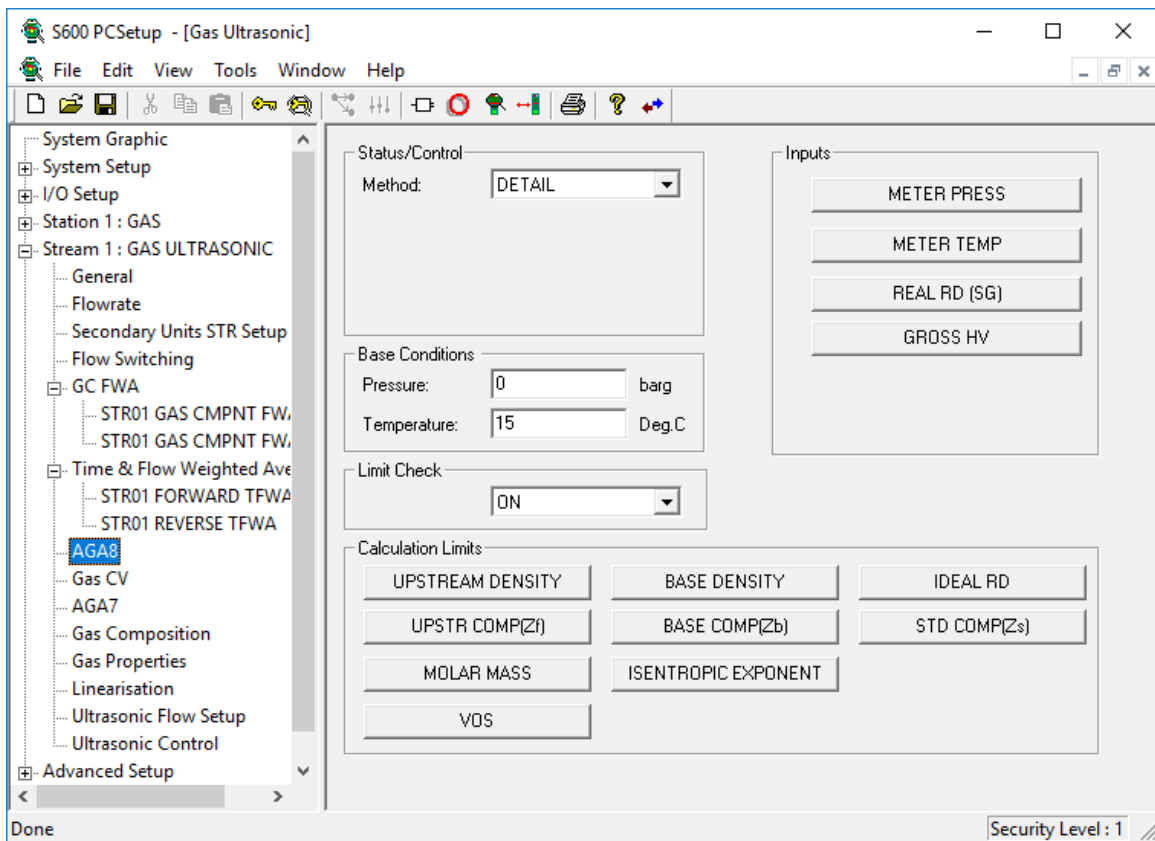 S600 PCSetup - [Gas Ultrasonic]
File Edit View Tools Window Help
System Graphic
System Setup
I/O Setup
Station 1 : GAS
Stream 1 : GAS ULTRASONIC
General
Flowrate
Secondary Units STR Setup
Flow Switching
GC FWA
STR01 GAS CMPNT FW
STR01 GAS CMPNT FW
Time & Flow Weighted Ave
STR01 FORWARD TFWA
STR01 REVERSE TFWA
AGA8
Gas CV
AGA7
Gas Composition
Gas Properties
Linearisation
Ultrasonic Flow Setup
Ultrasonic Control
Advanced Setup
Status/Control
Method: DETAIL
Base Conditions
Pressure: 0 barg
Temperature: 15 Deg.C
Limit Check
ON
Inputs
METER PRESS
METER TEMP
REAL RD (SG)
GROSS HV
Calculation Limits
UPSTREAM DENSITY BASE DENSITY IDEAL RD
UPSTR COMP(Zf) BASE COMP(Zb) STD COMP(Zs)
MOLAR MASS ISENTROPIC EXPONENT
VOS
Done
Security Level : 1